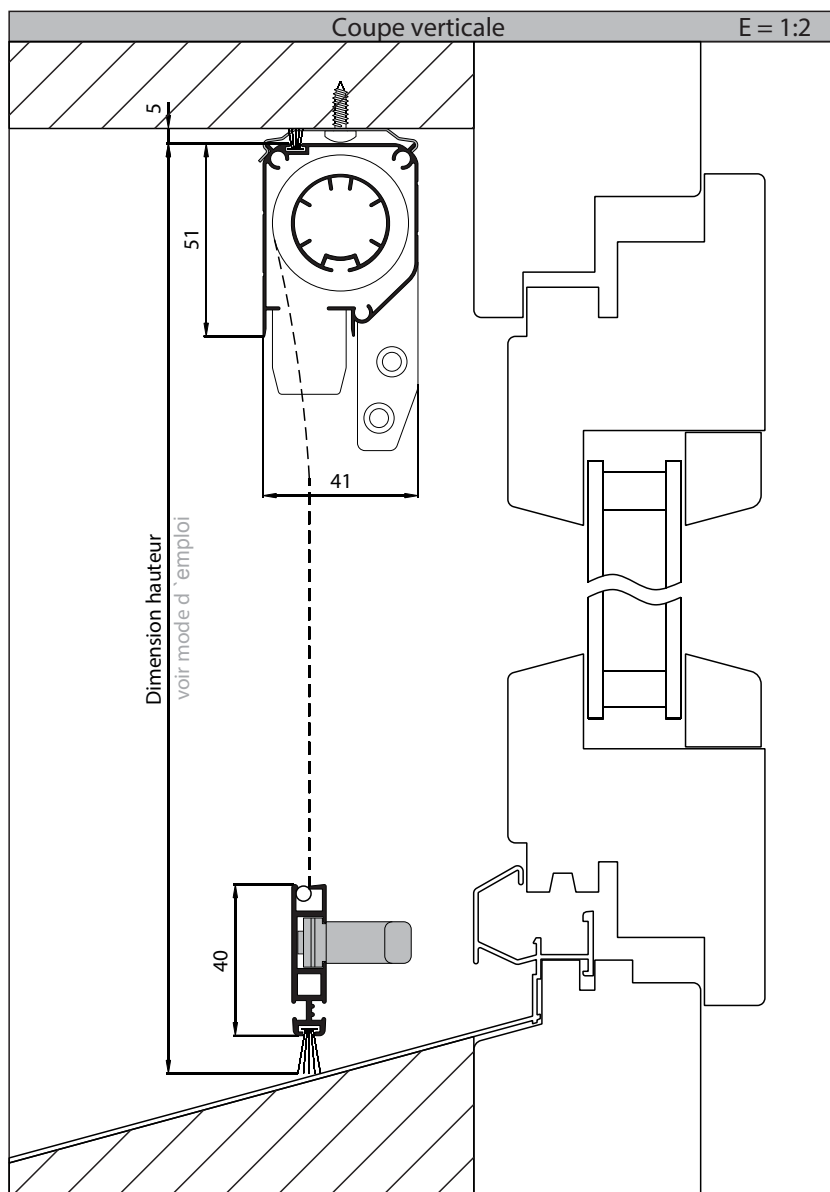 Coupe verticale
E = 1:2
5
51
41
Dimension hauteur
voir mode d`emploi
40